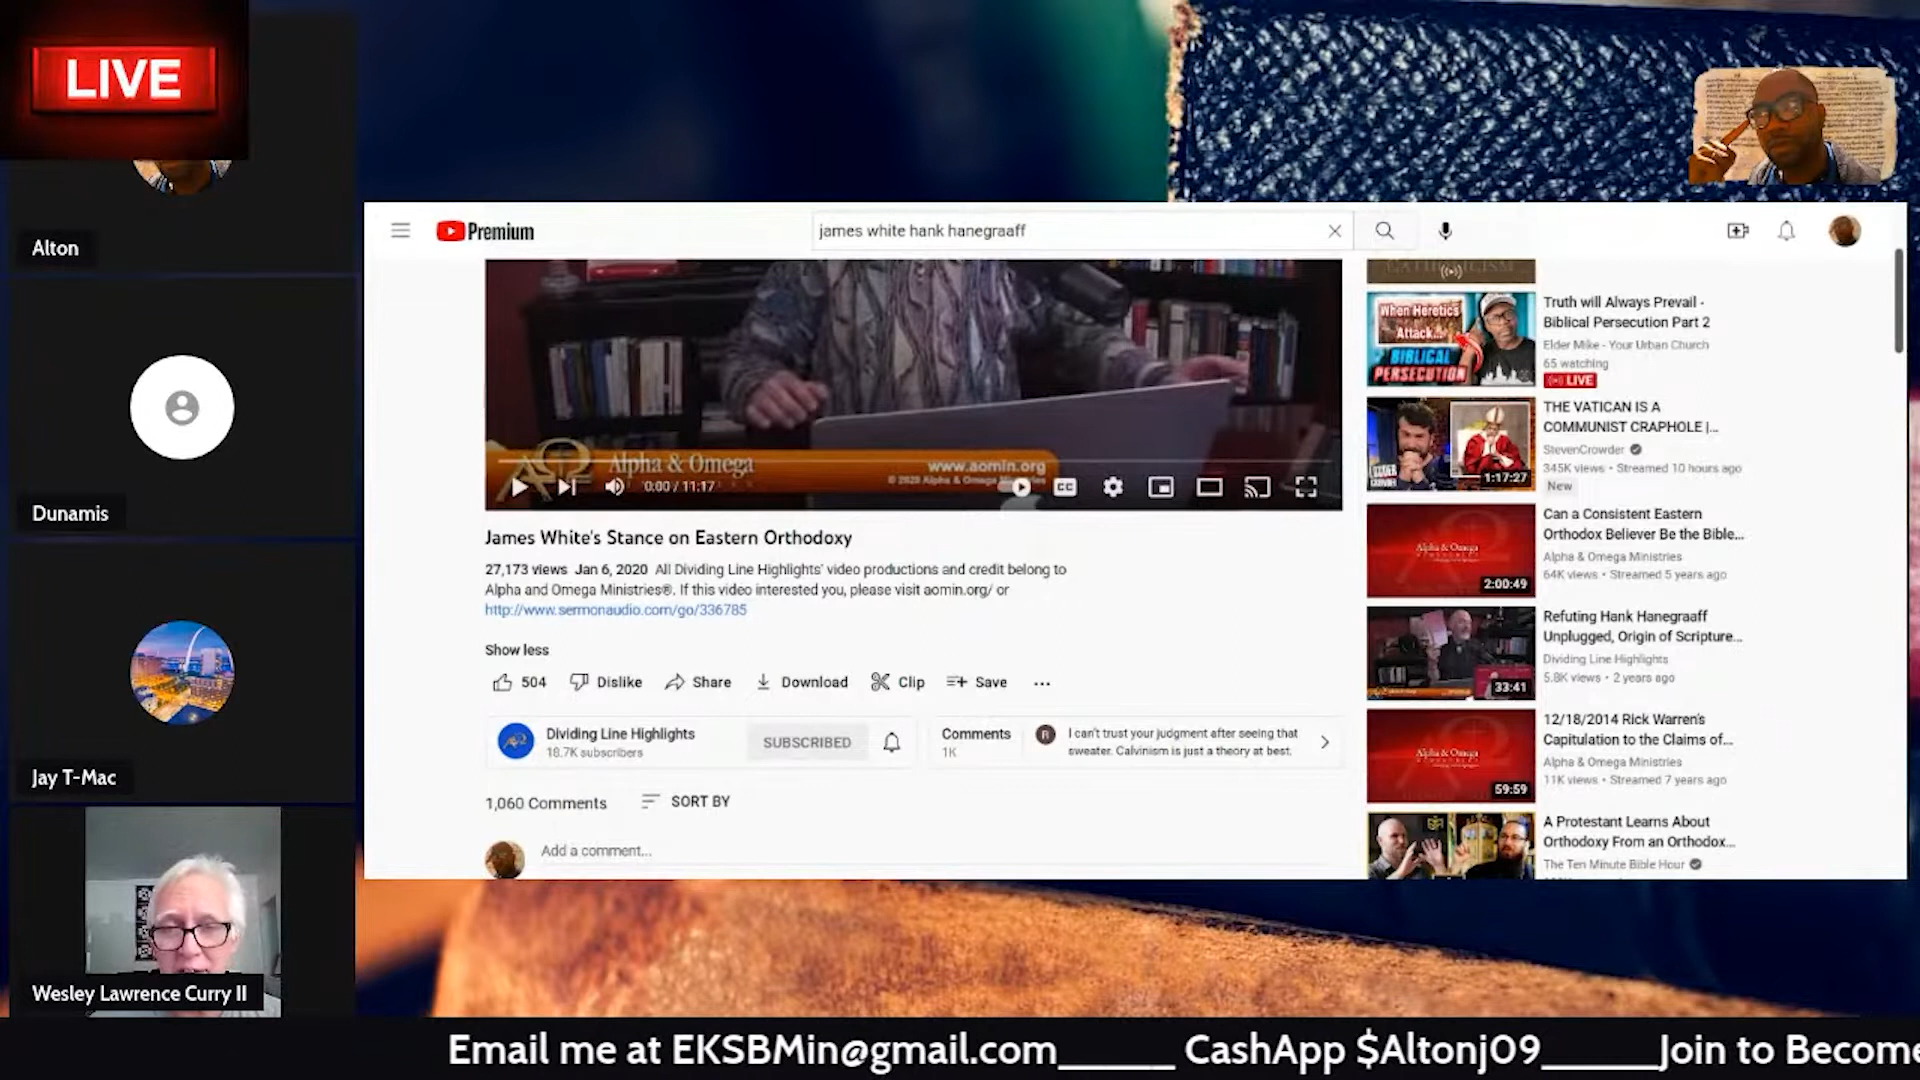 LIVE
Alton
Dunamis
Jay T-Mac
Wesley Lawrence Curry II
Premium
james white hank hanegraaff
Alpha & Omega
www.aomin.org
0:00 / 11:17
CC
James White's Stance on Eastern Orthodoxy
27,173 views Jan 6, 2020 All Dividing Line Highlights' video productions and credit belong to
Alpha and Omega Ministries®. If this video interested you, please visit aomin.org/ or
http://www.sermonaudio.com/go/336785
Show less
504 Dislike Share Download Clip Save ...
Dividing Line Highlights
18.7K subscribers
SUBSCRIBED
Comments
1K
R
I can't trust your judgment after seeing that
sweater. Calvinism is just a theory at best.
1,060 Comments SORT BY
Add a comment...
When Heretics
Attack...
BIBLICAL
PERSECUTION
Truth will Always Prevail -
Biblical Persecution Part 2
Elder Mike - Your Urban Church
65 watching
LIVE
1:17:27
THE VATICAN IS A
COMMUNIST CRAPHOLE |...
StevenCrowder
345K views • Streamed 10 hours ago
New
Alpha & Omega
2:00:49
Can a Consistent Eastern
Orthodox Believer Be the Bible...
Alpha & Omega Ministries
64K views • Streamed 5 years ago
33:41
Refuting Hank Hanegraaff
Unplugged, Origin of Scripture...
Dividing Line Highlights
5.8K views • 2 years ago
Alpha & Omega
59:59
12/18/2014 Rick Warren's
Capitulation to the Claims of...
Alpha & Omega Ministries
11K views • Streamed 7 years ago
A Protestant Learns About
Orthodoxy From an Orthodox...
The Ten Minute Bible Hour
Email me at EKSBMin@gmail.com______ CashApp $Altonj09______Join to Become